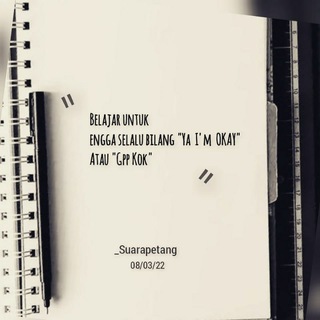 "
Belajar untuk
engga selalu bilang "Ya I'm OKAY"
Atau "Gpp Kok"
"
_Suarapetang
08/03/22